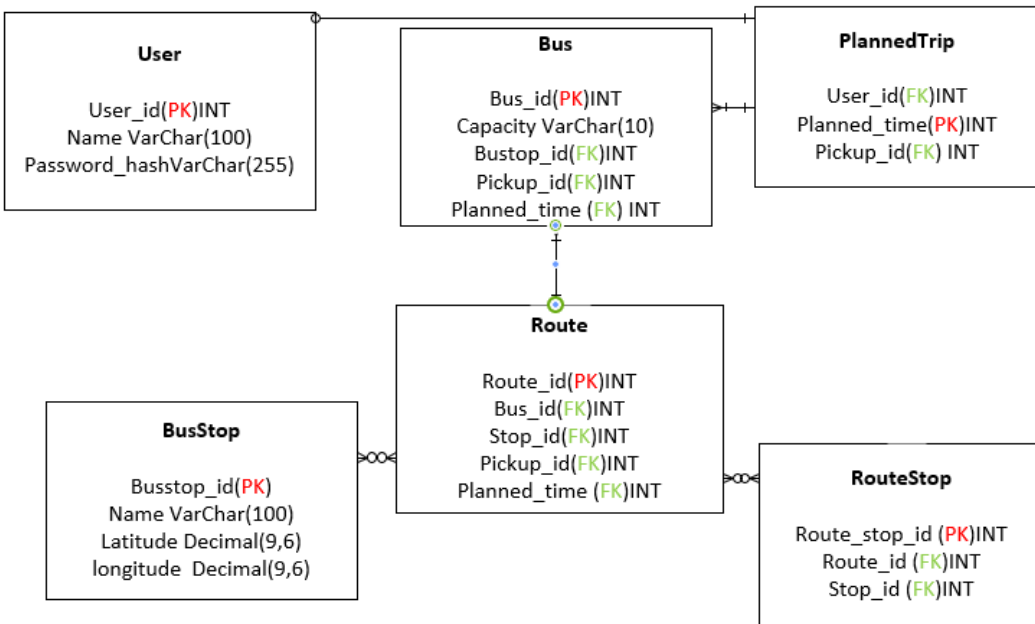 User
User_id(PK)INT
Name VarChar(100)
Password_hashVarChar(255)
Bus
Bus_id(PK)INT
Capacity VarChar(10)
Bustop_id(FK)INT
Pickup_id(FK)INT
Planned_time (FK) INT
PlannedTrip
User_id(FK)INT
Planned_time(PK)INT
Pickup_id(FK) INT
Route
Route_id(PK)INT
Bus_id(FK)INT
Stop_id(FK)INT
Pickup_id(FK)INT
Planned_time (FK)INT
BusStop
Busstop_id(PK)
Name VarChar(100)
Latitude Decimal(9,6)
longitude Decimal(9,6)
RouteStop
Route_stop_id (PK)INT
Route_id (FK)INT
Stop_id (FK)INT